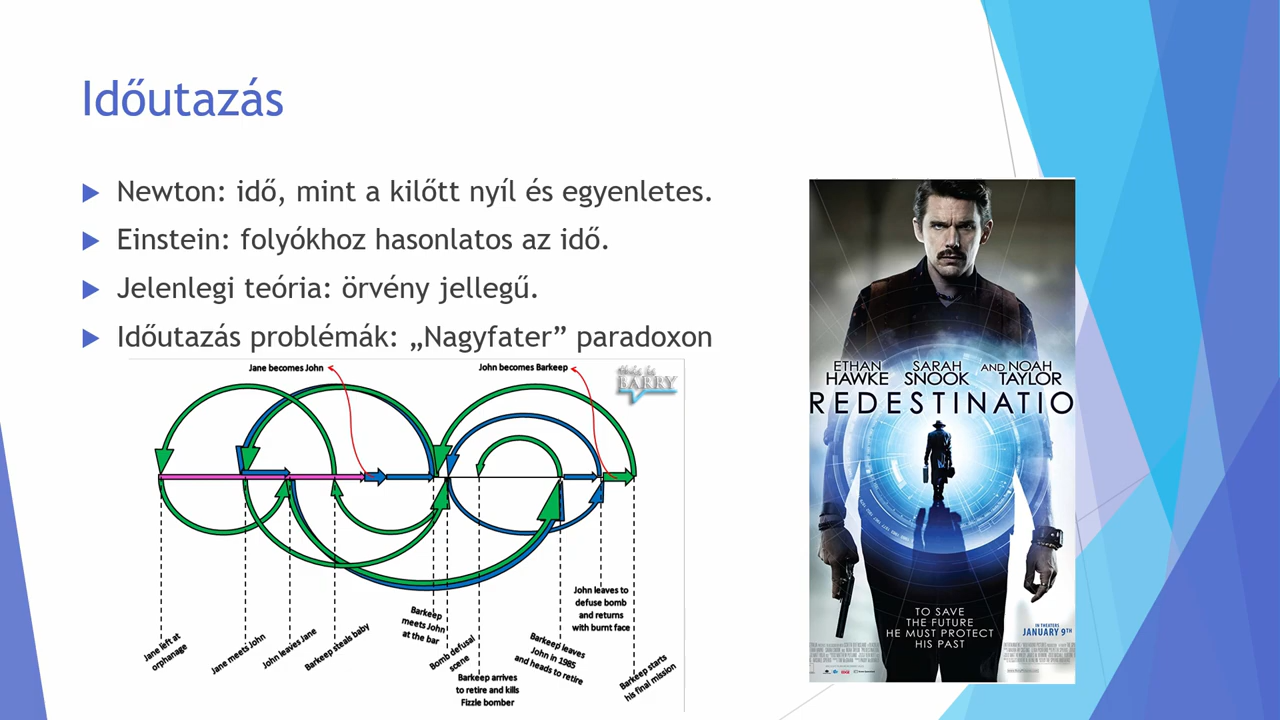 Időutazás
Newton: idő, mint a kilőtt nyíl és egyenletes.
Einstein: folyókhoz hasonlatos az idő.
Jelenlegi teória: örvény jellegű.
Időutazás problémák: „Nagyfater” paradoxon
Jane becomes John
John becomes Barkeep
this is
BARRY
Jane left at
orphanage
Jane meets John
John leaves Jane
Barkeep steals baby
Barkeep
meets John
at the bar
Bomb defusal
scene
Barkeep arrives
to retire and kills
Fizzle bomber
Barkeep leaves
John in 1985
and heads to retire
John leaves to
defuse bomb
and returns
with burnt face
Barkeep starts
his final mission
ETHAN HAWKE
SARAH SNOOK
AND NOAH TAYLOR
REDESTINATIO
TO SAVE
THE FUTURE
HE MUST PROTECT
HIS PAST
IN THEATERS
JANUARY 9TH